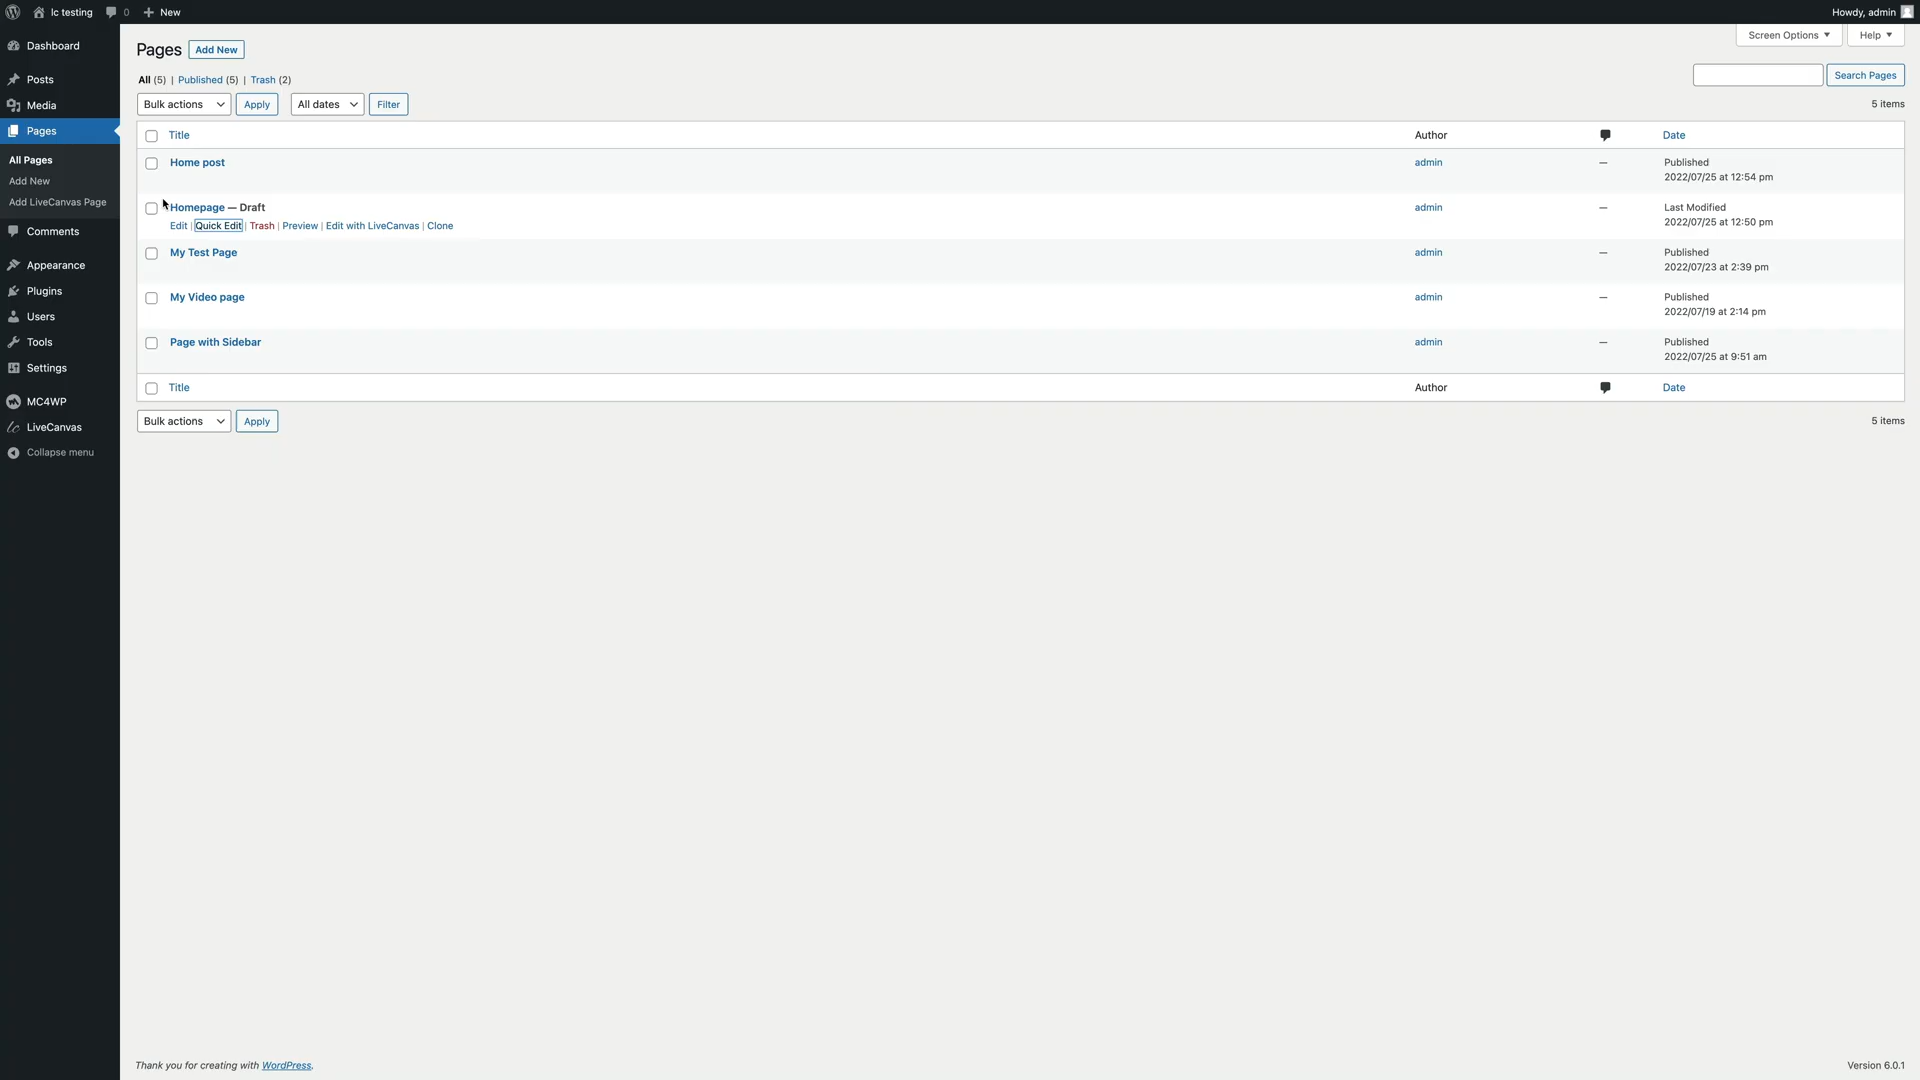 lc testing 0 New Howdy, admin
Dashboard
Posts
Media
Pages
All Pages
Add New
Add LiveCanvas Page
Comments
Appearance
Plugins
Users
Tools
Settings
MC4WP
LiveCanvas
Collapse menu
Screen Options Help
Pages Add New
All (5) | Published (5) | Trash (2)
Search Pages
Bulk actions Apply All dates Filter 5 items
Title Author Date
Home post admin — Published
2022/07/25 at 12:54 pm
Homepage — Draft admin — Last Modified
2022/07/25 at 12:50 pm
Edit | Quick Edit | Trash | Preview | Edit with LiveCanvas | Clone
My Test Page admin — Published
2022/07/23 at 2:39 pm
My Video page admin — Published
2022/07/19 at 2:14 pm
Page with Sidebar admin — Published
2022/07/25 at 9:51 am
Title Author Date
Bulk actions Apply 5 items
Thank you for creating with WordPress. Version 6.0.1